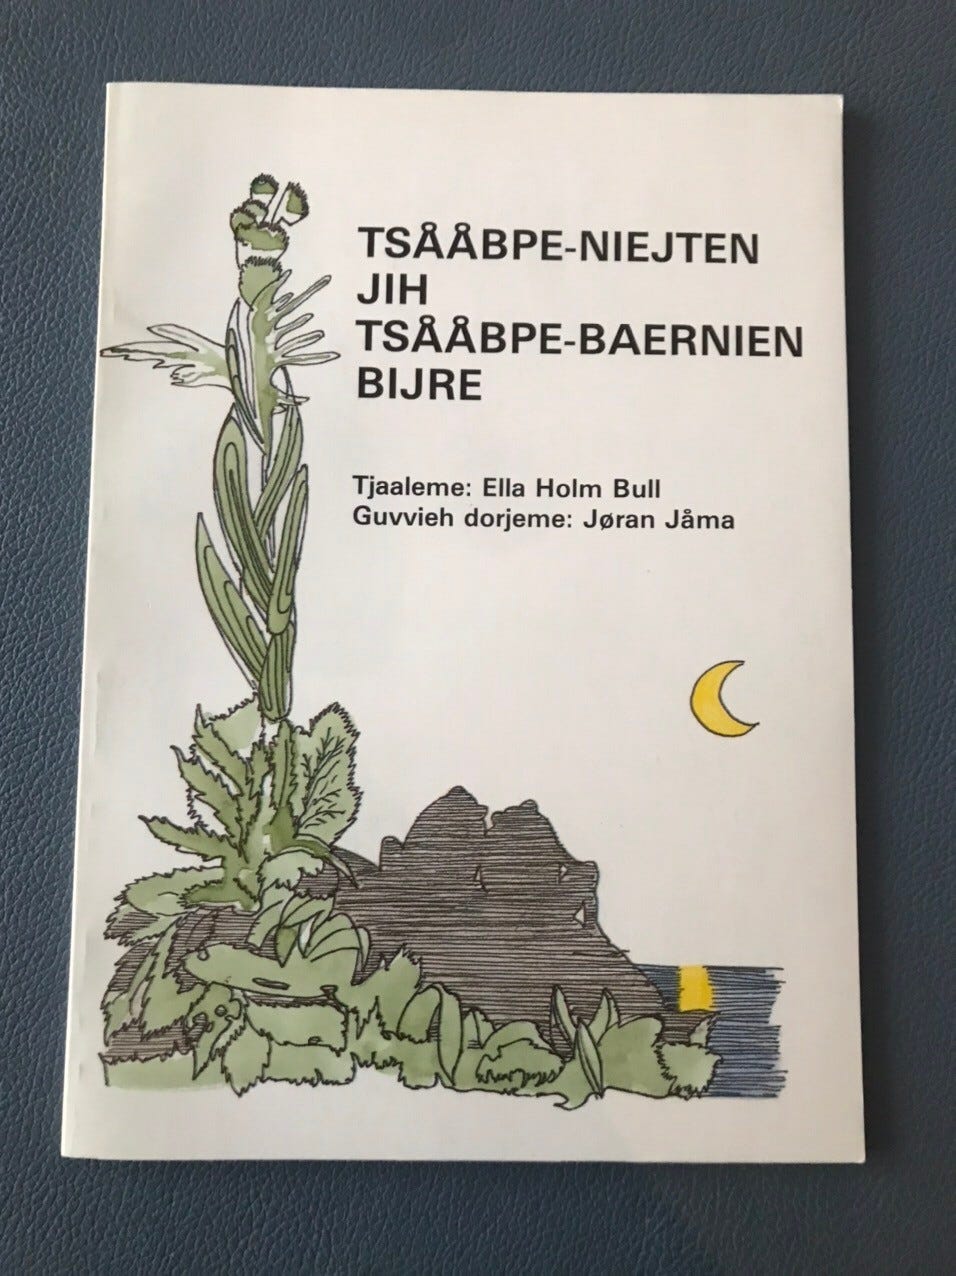 TSÅÅBPE-NIEJTEN
JIH
TSÅÅBPE-BAERNIEN
BIJRE
Tjaaleme: Ella Holm Bull
Guvvieh dorjeme: Jøran Jåma